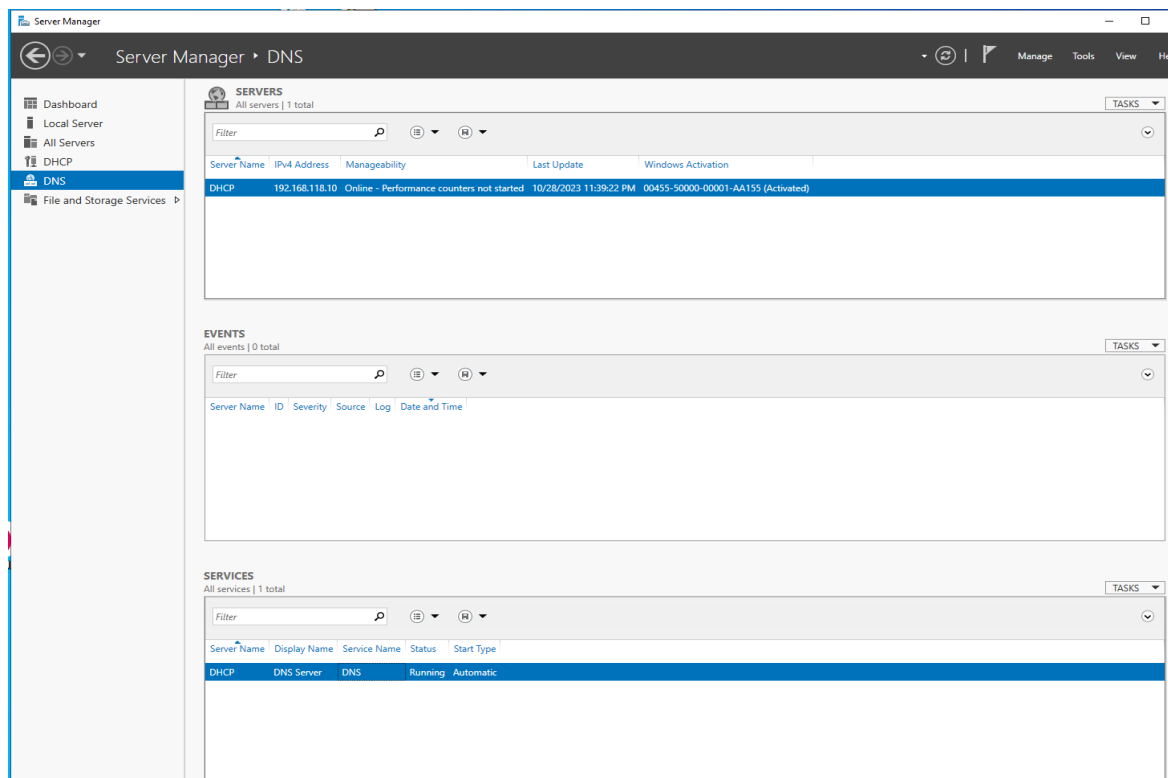 Server Manager
Server Manager ‣ DNS
Manage Tools View He
Dashboard
Local Server
All Servers
DHCP
DNS
File and Storage Services
SERVERS
All servers | 1 total
TASKS
Filter
Server Name IPv4 Address Manageability Last Update Windows Activation
DHCP 192.168.118.10 Online - Performance counters not started 10/28/2023 11:39:22 PM 00455-50000-00001-AA155 (Activated)
EVENTS
All events | 0 total
TASKS
Filter
Server Name ID Severity Source Log Date and Time
SERVICES
All services | 1 total
TASKS
Filter
Server Name Display Name Service Name Status Start Type
DHCP DNS Server DNS Running Automatic